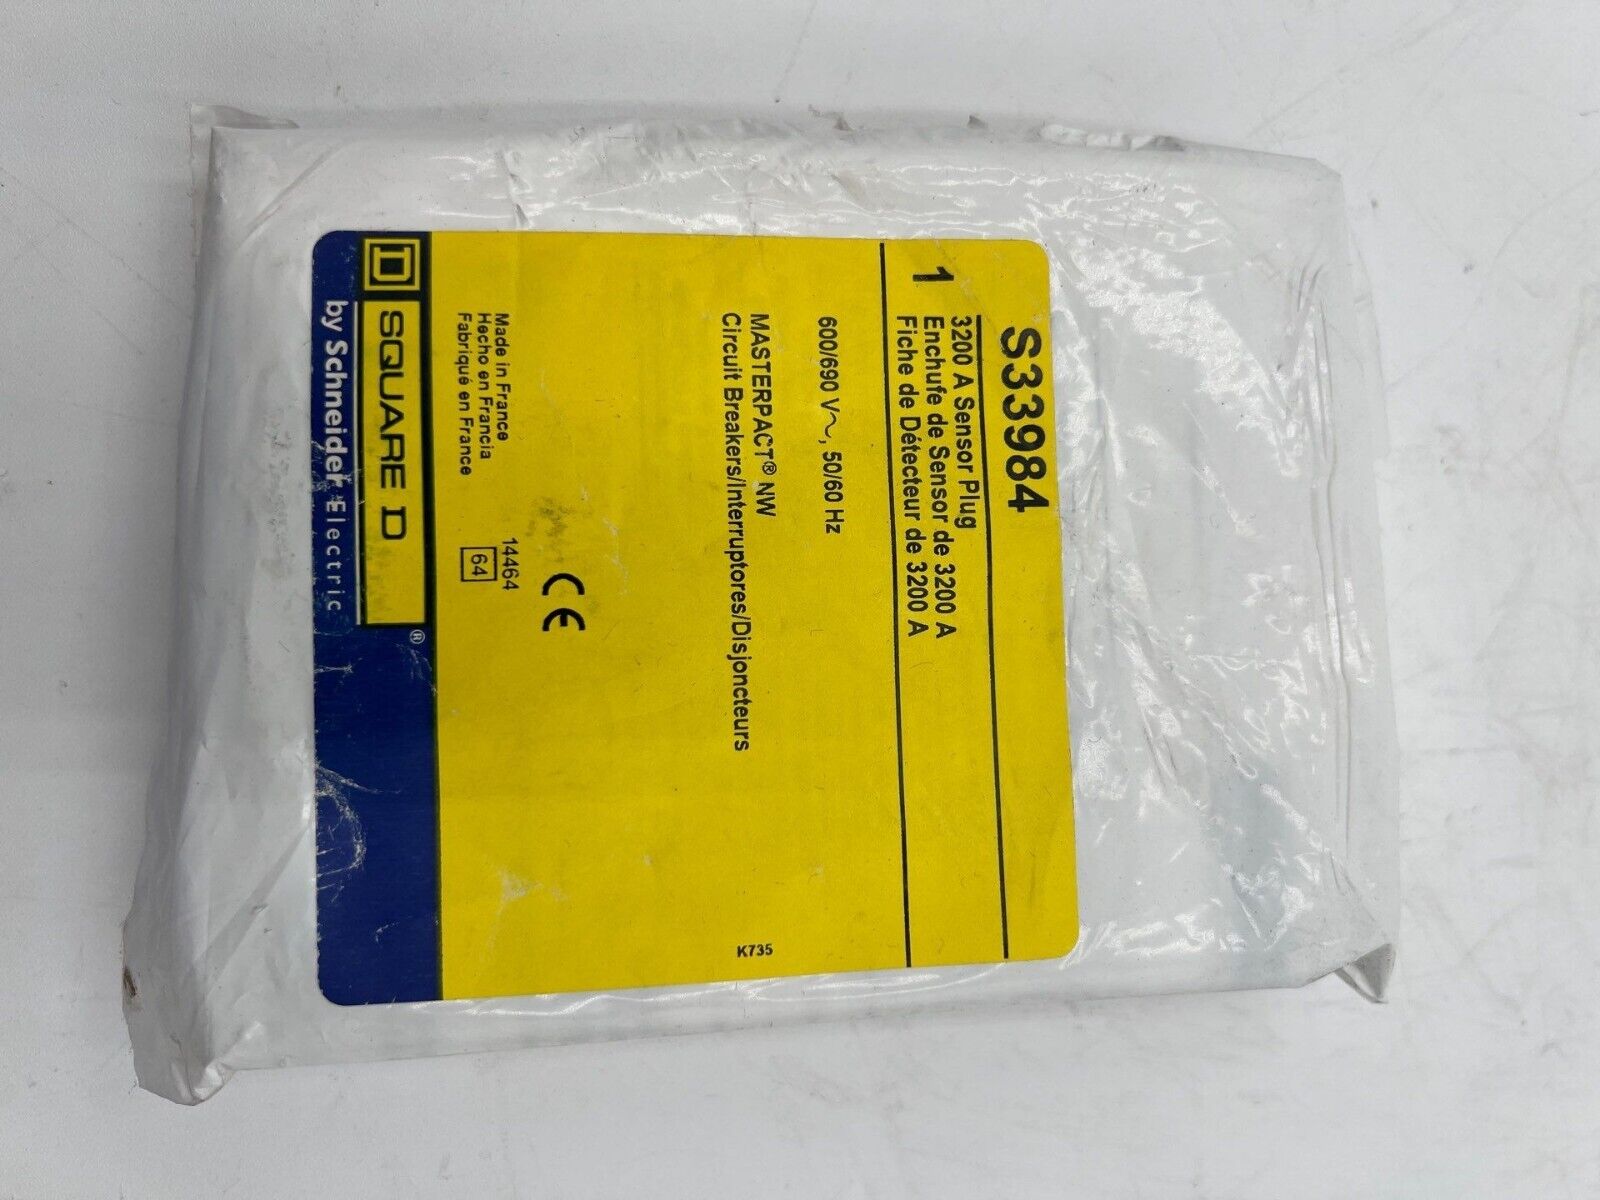 S33984
1
3200 A Sensor Plug
Enchufe de Sensor de 3200 A
Fiche de Détecteur de 3200 A
600/690 V~, 50/60 Hz
MASTERPACT® NW
Circuit Breakers/Interruptores/Disjoncteurs
K735
CE
Made in France
Hecho en Francia
Fabriqué en France
14464
64
D SQUARE D®
by Schneider Electric